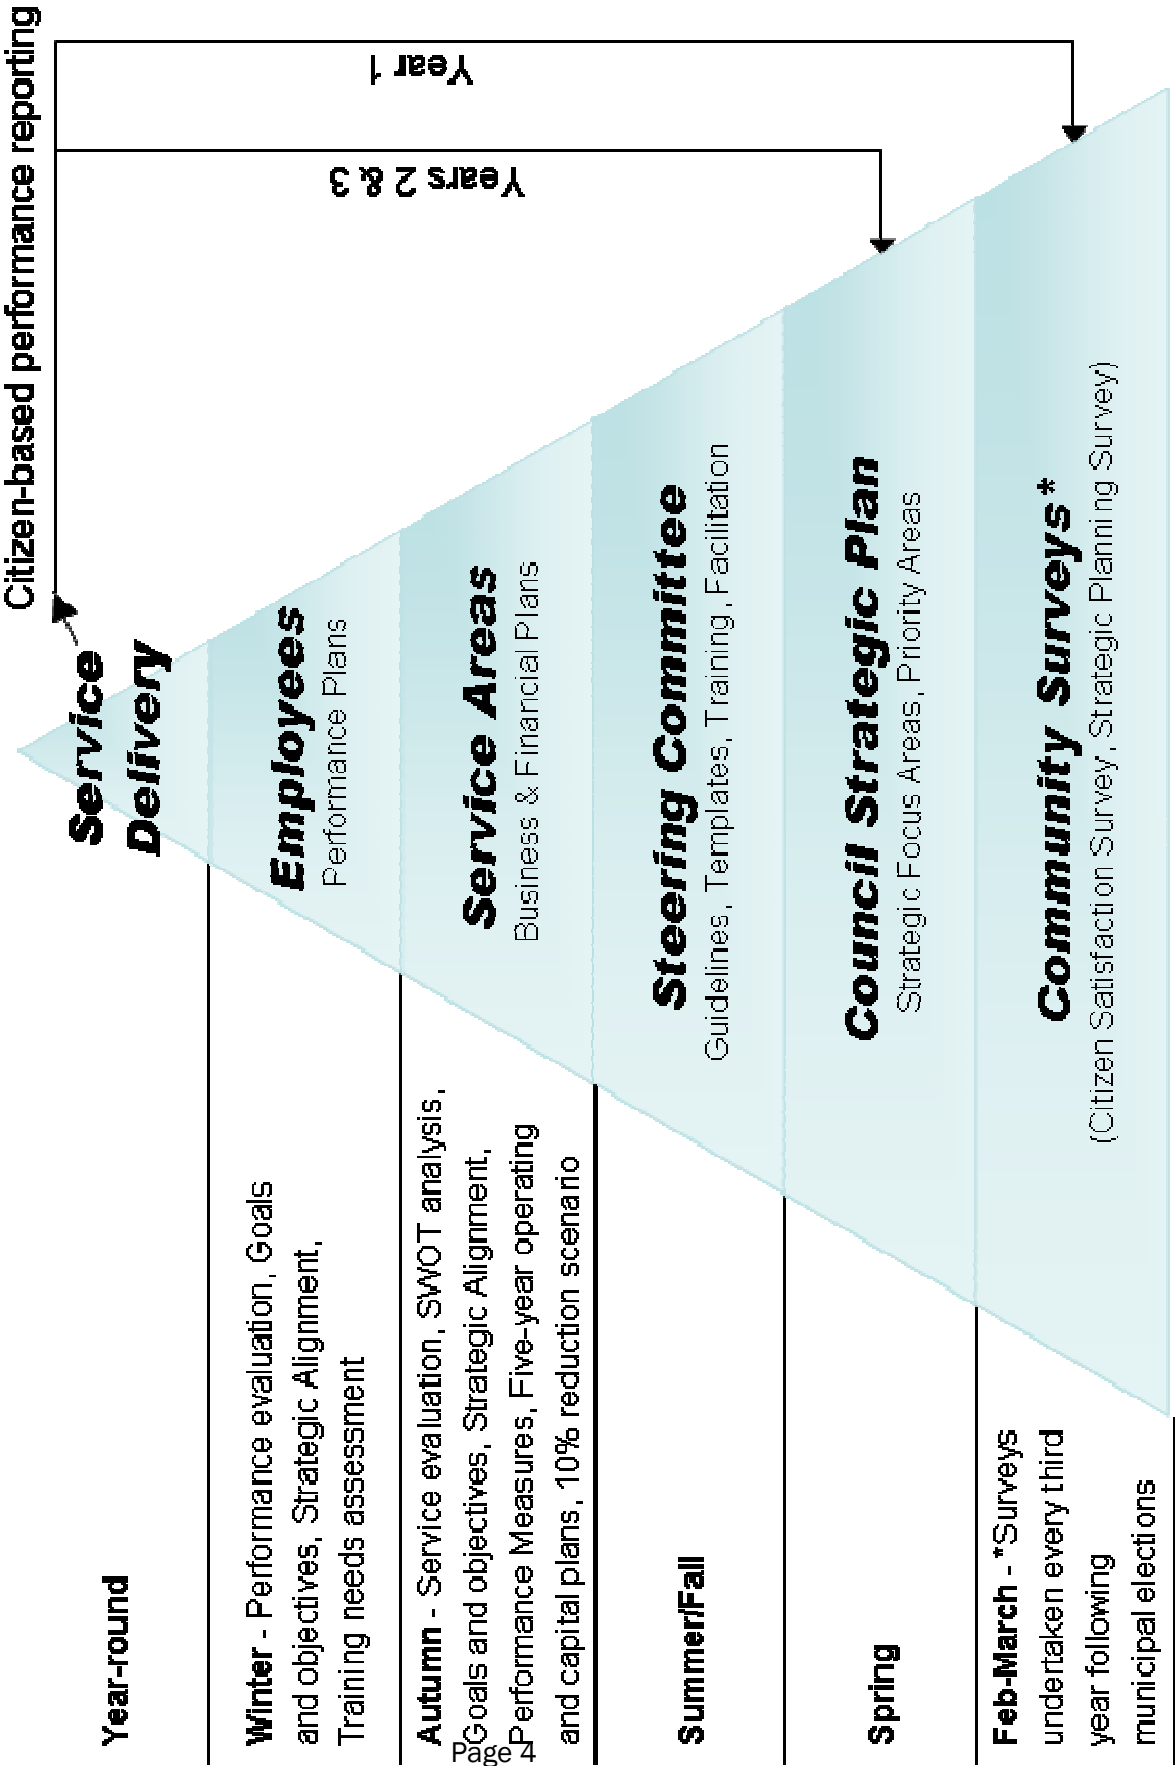 Citizen-based performance reporting
Year 1
Years 2 & 3
Year-round
Service
Delivery
Winter - Performance evaluation, Goals
and objectives, Strategic Alignment,
Training needs assessment
Employees
Performance Plans
Autumn - Service evaluation, SWOT analysis,
Goals and objectives, Strategic Alignment,
Performance Measures, Five-year operating
and capital plans, 10% reduction scenario
Service Areas
Business & Financial Plans
Summer/Fall
Steering Committee
Guidelines, Templates, Training, Facilitation
Spring
Council Strategic Plan
Strategic Focus Areas, Priority Areas
Feb-March - *Surveys
undertaken every third
year following
municipal elections
Community Surveys*
(Citizen Satisfaction Survey, Strategic Planning Survey)
Page 4